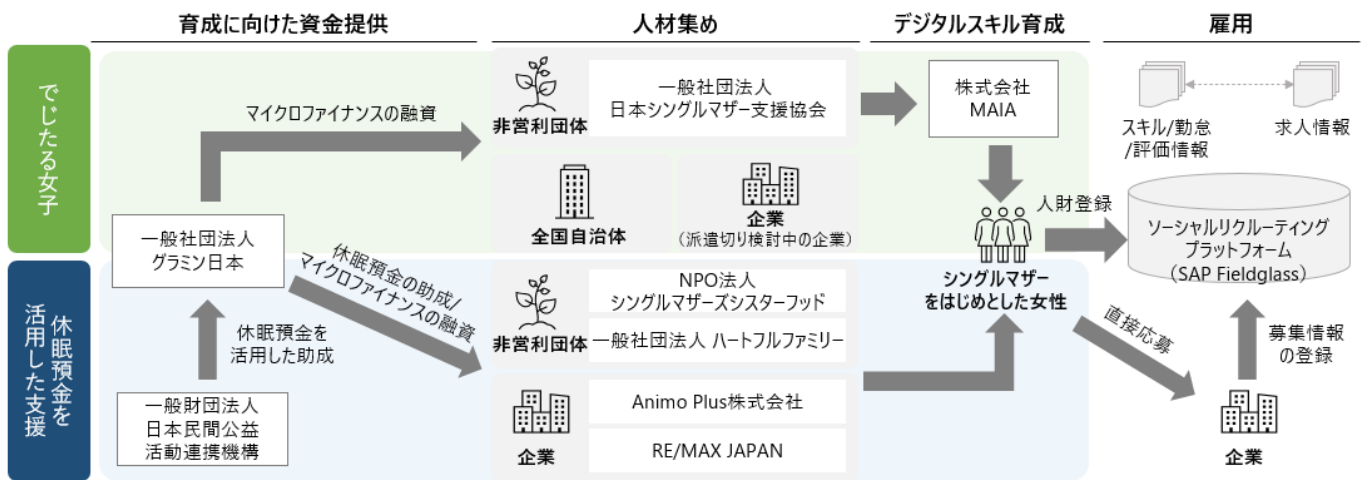 育成に向けた資金提供
人材集め
デジタルスキル育成
雇用
でじたる女子
マイクロファイナンスの融資
非営利団体
一般社団法人
日本シングルマザー支援協会
株式会社
MAIA
スキル/勤怠
/評価情報
求人情報
全国自治体
企業
（派遣切り検討中の企業）
人財登録
ソーシャルリクルーティング
プラットフォーム
（SAP Fieldglass）
シングルマザー
をはじめとした女性
一般社団法人
グラミン日本
休眠預金を
活用した支援
休眠預金の助成/
マイクロファイナンスの融資
休眠預金を
活用した助成
一般財団法人
日本民間公益
活動連携機構
非営利団体
NPO法人
シングルマザーズシスターフッド
一般社団法人 ハートフルファミリー
企業
Animo Plus株式会社
RE/MAX JAPAN
直接応募
募集情報
の登録
企業